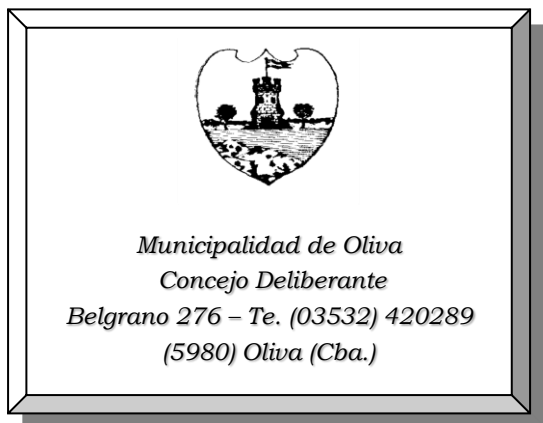 Municipalidad de Oliva
Concejo Deliberante
Belgrano 276 – Te. (03532) 420289
(5980) Oliva (Cba.)